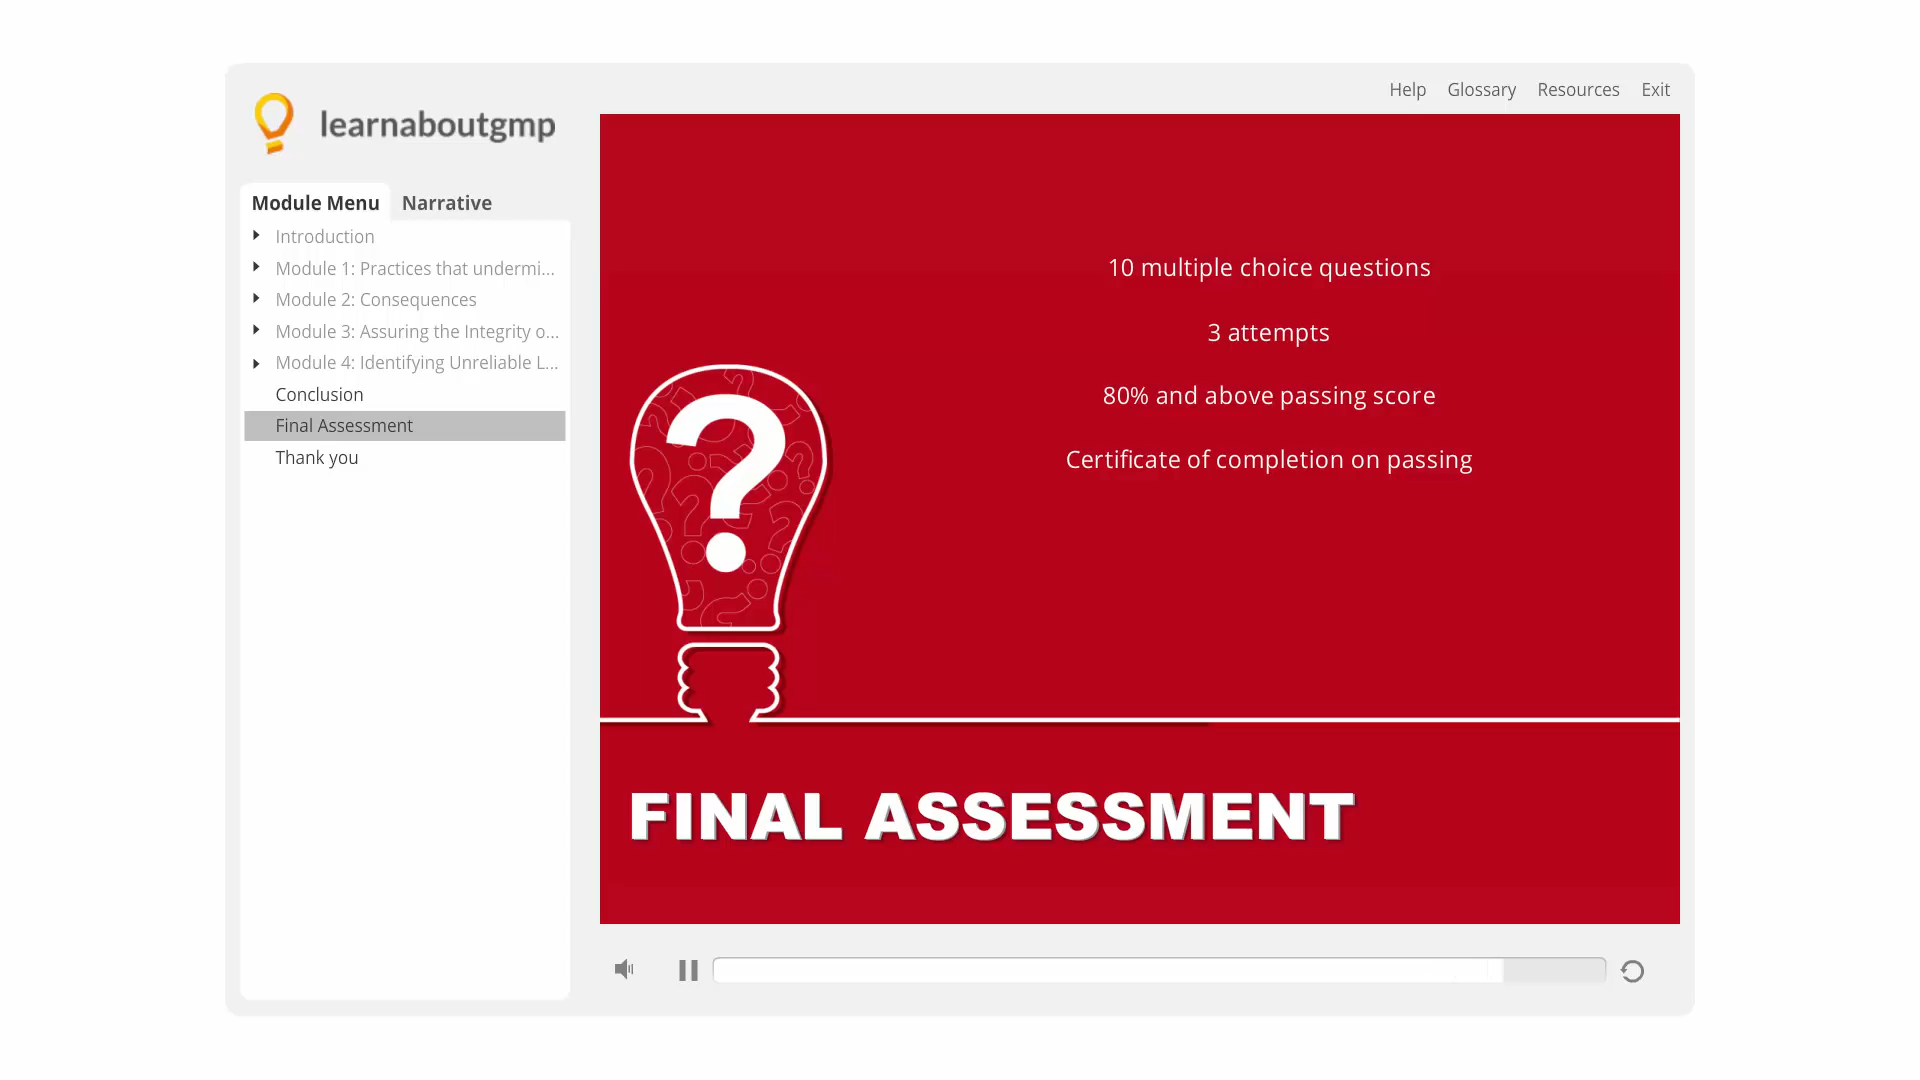 Help Glossary Resources Exit
learnaboutgmp
Module Menu Narrative
Introduction
Module 1: Practices that undermi...
Module 2: Consequences
Module 3: Assuring the Integrity o...
Module 4: Identifying Unreliable L...
Conclusion
Final Assessment
Thank you
10 multiple choice questions
3 attempts
80% and above passing score
Certificate of completion on passing
FINAL ASSESSMENT